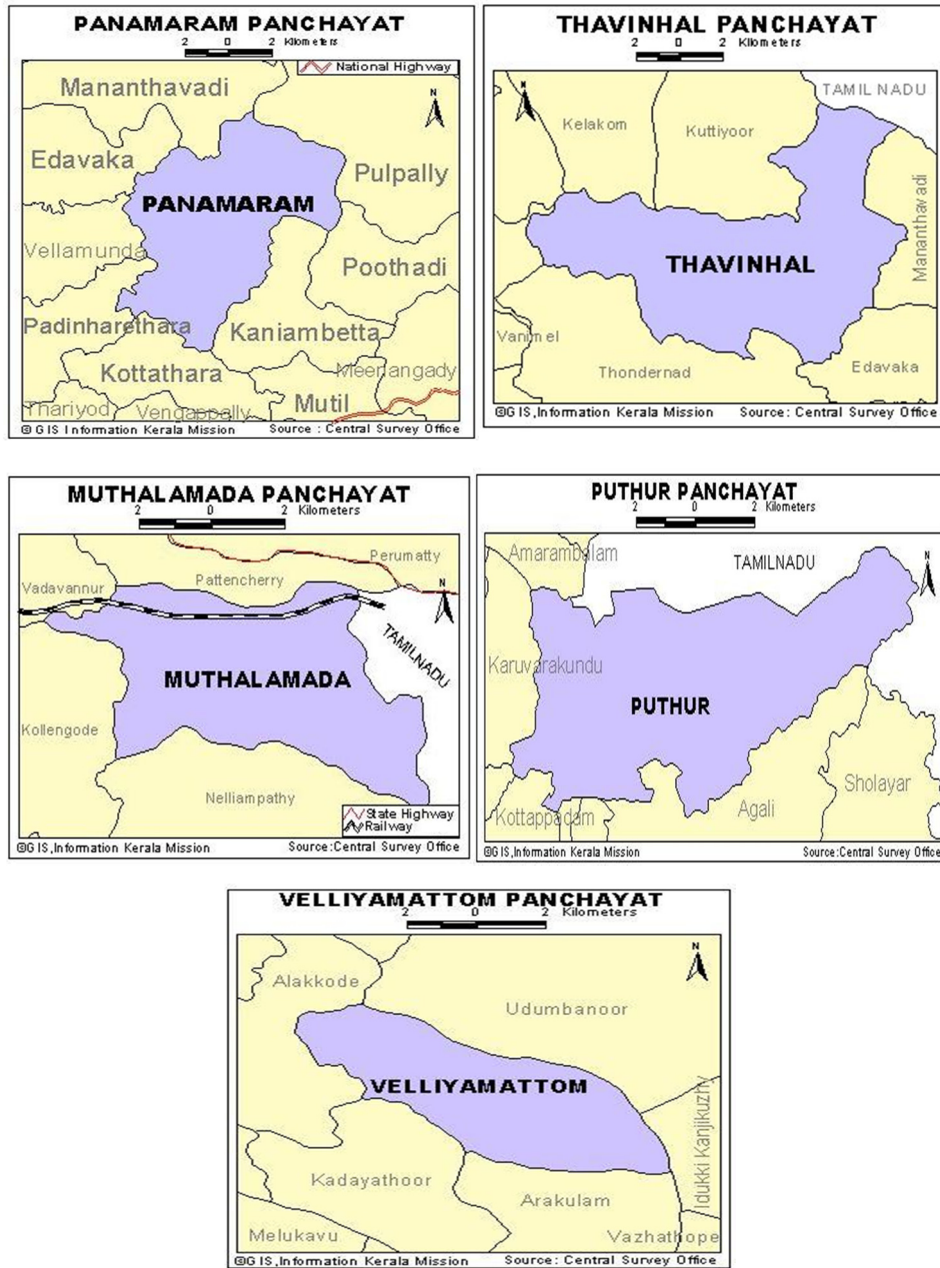 PANAMARAM PANCHAYAT
2 0 2 Kilometers
National Highway
Mananthavadi
N
Edavaka
Pulpally
PANAMARAM
Vellamunda
Poothadi
Padinharethara
Kaniambetta
Kottathara
Meenangady
Thariyod
Vengappally
Mutil
@GIS Information Kerala Mission Source : Central Survey Office
THAVINHAL PANCHAYAT
2 0 2 Kilometers
TAMIL NADU
N
Kelakom
Kuttiyoor
Mananthavadi
THAVINHAL
Vanimel
Thondernad
Edavaka
@GIS,Information Kerala Mission Source: Central Survey Office
MUTHALAMADA PANCHAYAT
2 0 2 Kilometers
Perumatty
Vadavannur
Pattencherry
N
TAMILNADU
MUTHALAMADA
Kollengode
Nelliampathy
State Highway
Railway
@GIS,Information Kerala Mission Source:Central Survey Office
PUTHUR PANCHAYAT
2 0 2 Kilometers
Amarambalam
TAMILNADU
N
Karuvarakundu
PUTHUR
Sholayar
Kottappadam
Agali
@GIS,Information Kerala Mission Source:Central Survey Office
VELLIYAMATTOM PANCHAYAT
2 0 2 Kilometers
N
Alakkode
Udumbanoor
VELLIYAMATTOM
Idukki Kanjikuzhy
Kadayathoor
Arakulam
Melukavu
Vazhathope
@GIS,Information Kerala Mission Source: Central Survey Office